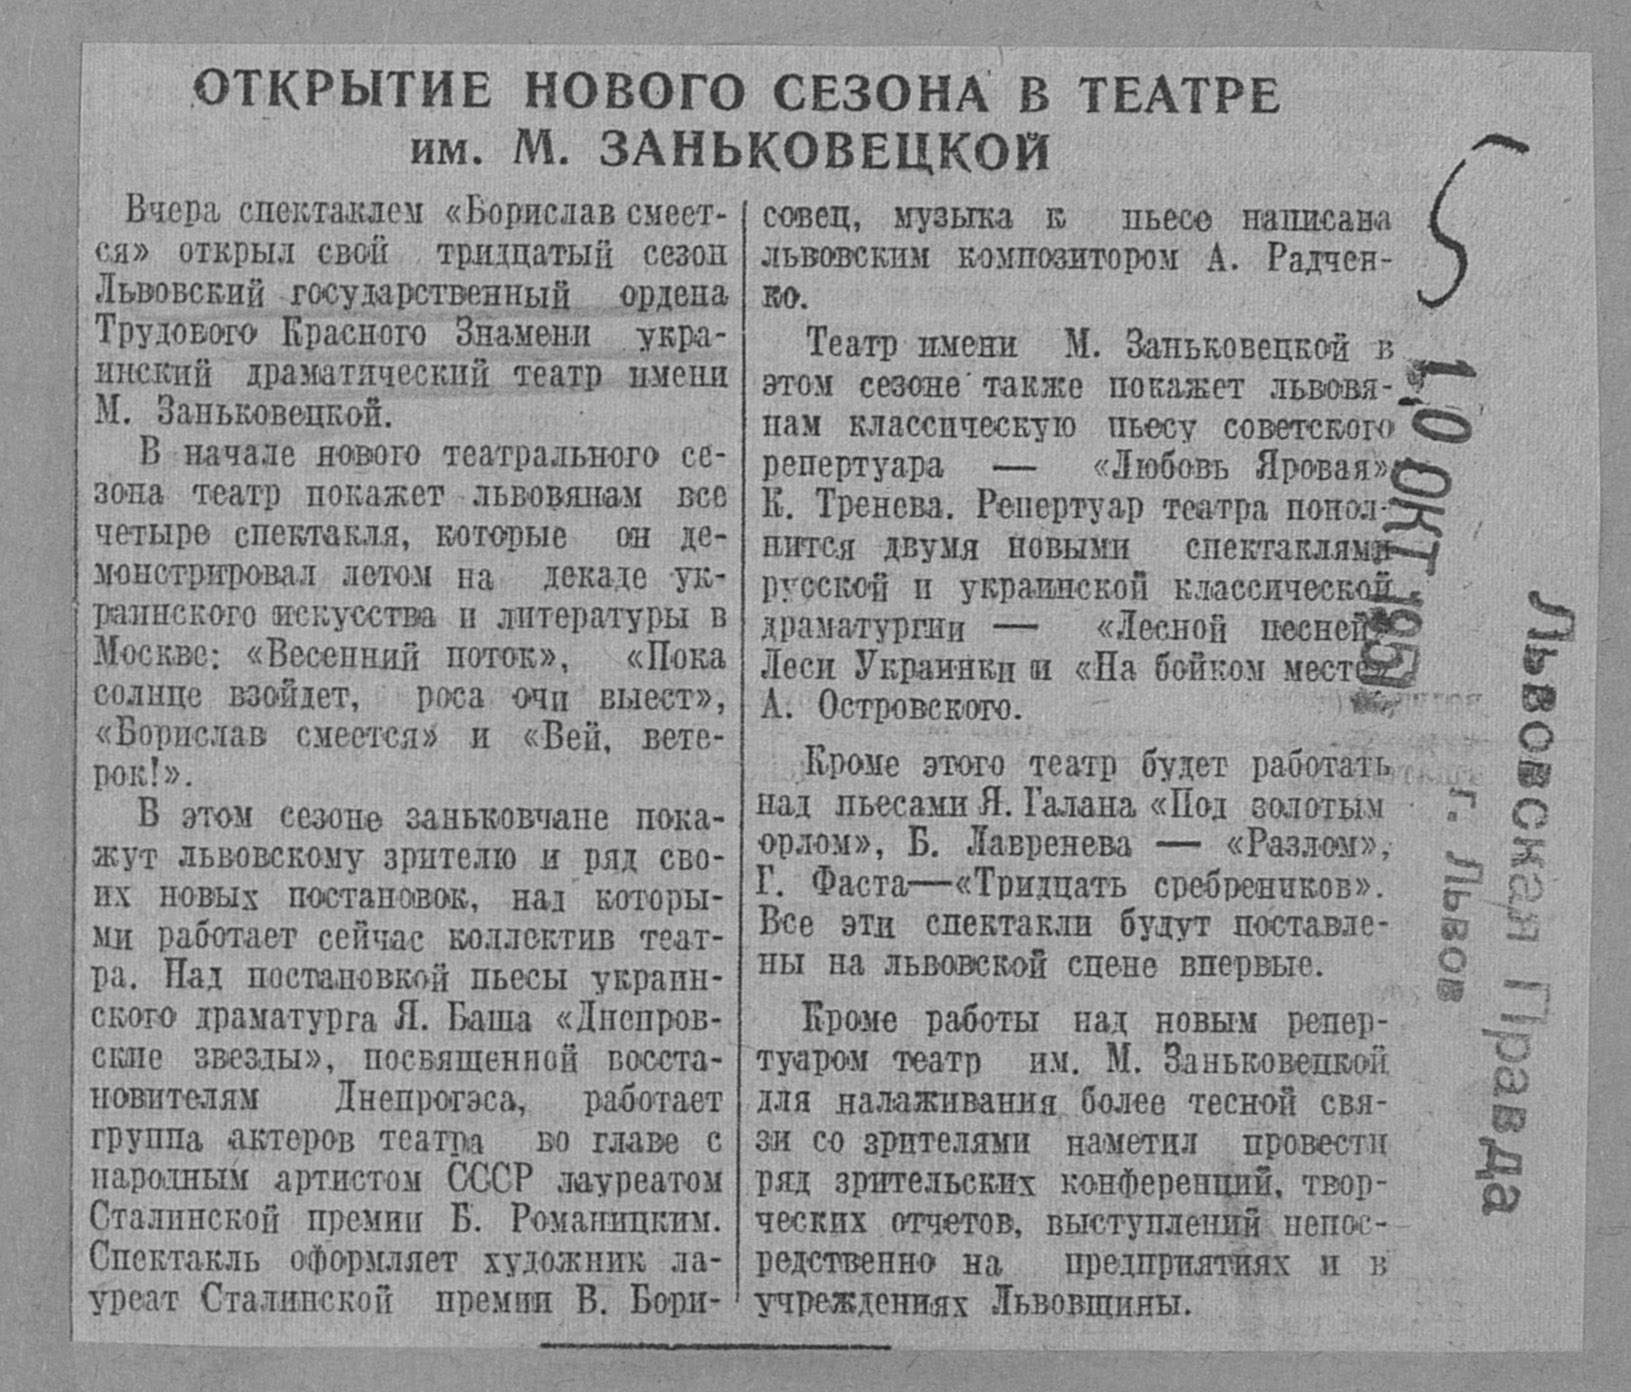 ОТКРЫТИЕ НОВОГО СЕЗОНА В ТЕАТРЕ
им. М. ЗАНЬКОВЕЦКОЙ
Вчера спектаклем «Борислав смеет-
ся» открыл свой тридцатый сезон
Львовский государственный ордена
Трудового Красного Знамени укра-
инский драматический театр имени
М. Заньковецкой.
В начале нового театрального се-
зона театр покажет львовянам все
четыре спектакля, которые он де-
монстрировал летом на декаде ук-
раинского искусства и литературы в
Москве: «Весенний поток», «Пока
солнце взойдет, роса очи выест»,
«Борислав смеется» и «Вей, вете-
рок!».
В этом сезоне заньковчане пока-
жут львовскому зрителю и ряд сво-
их новых постановок, над которы-
ми работает сейчас коллектив теат-
ра. Над постановкой пьесы украин-
ского драматурга Я. Баша «Днепров-
ские звезды», посвященной восста-
новителям Днепрогэса, работает
группа актеров театра во главе с
народным артистом СССР лауреатом
Сталинской премии Б. Романицким.
Спектакль оформляет художник ла-
уреат Сталинской премии В. Бори-
совец, музыка к пьесе написана
львовским композитором А. Радчен-
ко.
Театр имени М. Заньковецкой в
этом сезоне также покажет львовя-
нам классическую пьесу советского
репертуара — «Любовь Яровая»
К. Тренева. Репертуар театра попол-
нится двумя новыми спектаклями
русской и украинской классической
драматургии — «Лесной песней»
Леси Украинки и «На бойком месте»
А. Островского.
Кроме этого театр будет работать
над пьесами Я. Галана «Под золотым
орлом», Б. Лавренева — «Разлом»,
Г. Фаста—«Тридцать сребреников».
Все эти спектакли будут поставле-
ны на львовской сцене впервые.
Кроме работы над новым репер-
туаром театр им. М. Заньковецкой
для налаживания более тесной свя-
зи со зрителями наметил провести
ряд зрительских конференций, твор-
ческих отчетов, выступлений непос-
редственно на предприятиях и в
учреждениях Львовщины.
5
1,0 ОКТ 1951
Львовская Правда
г. Львов